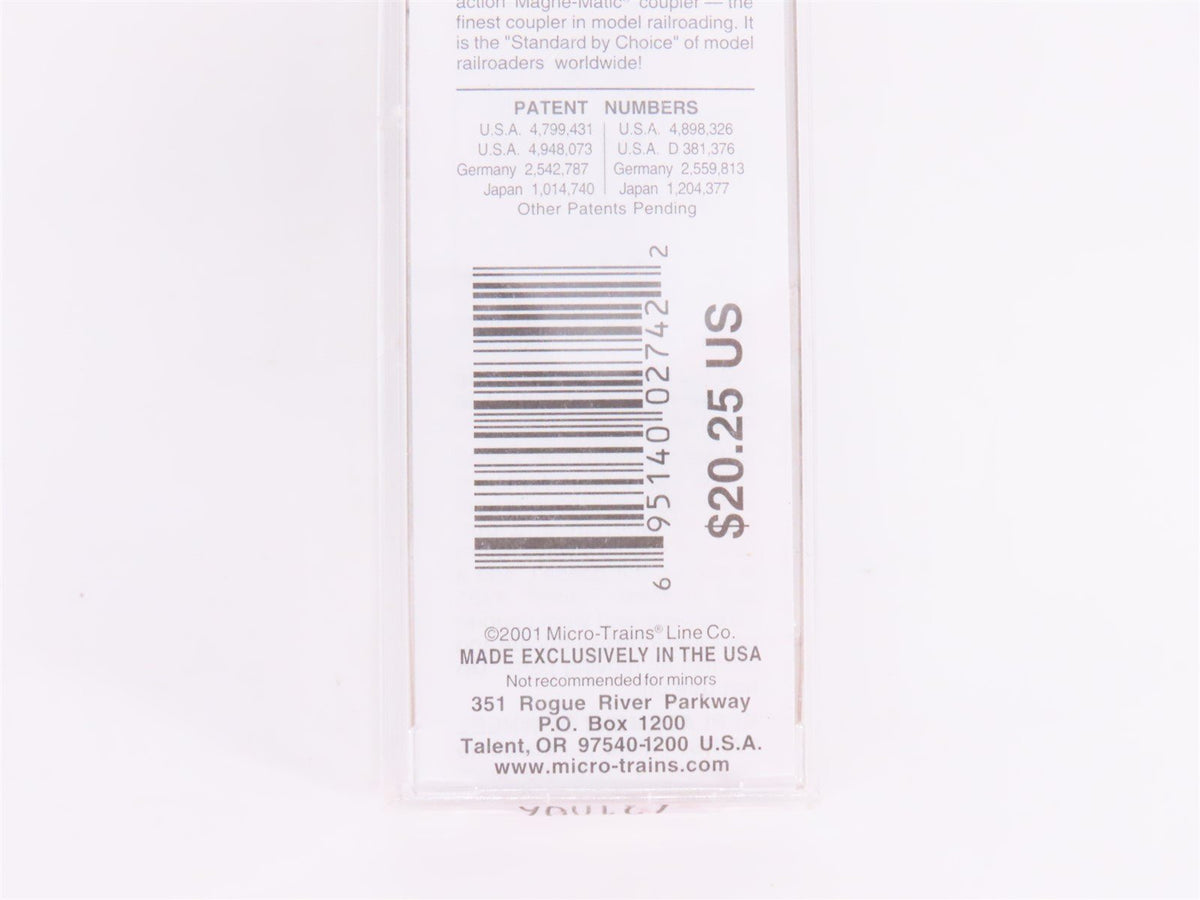 action Magne-Matic® coupler — the
finest coupler in model railroading. It
is the "Standard by Choice" of model
railroaders worldwide!
PATENT NUMBERS
U.S.A. 4,799,431 U.S.A. 4,898,326
U.S.A. 4,948,073 U.S.A. D 381,376
Germany 2,542,787 Germany 2,559,813
Japan 1,014,740 Japan 1,204,377
Other Patents Pending
6 95140 02742 2
$20.25 US
©2001 Micro-Trains® Line Co.
MADE EXCLUSIVELY IN THE USA
Not recommended for minors
351 Rogue River Parkway
P.O. Box 1200
Talent, OR 97540-1200 U.S.A.
www.micro-trains.com